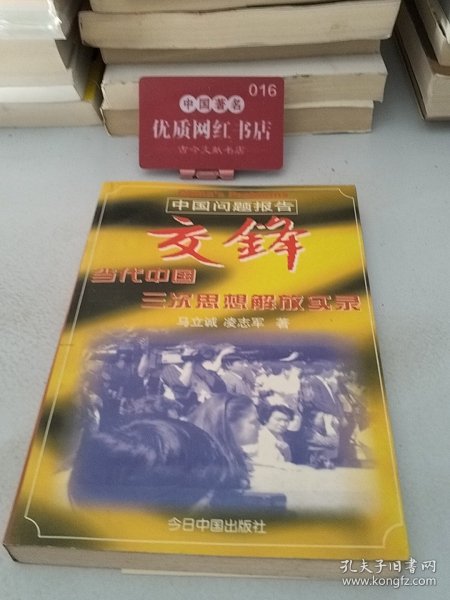 016
中国著名
优质网红书店
古今文献书店
中国问题报告
交鋒
当代中国
三次思想解放实录
马立诚 凌志军 著
今日中国出版社
孔夫子旧书网
www.kongfz.com